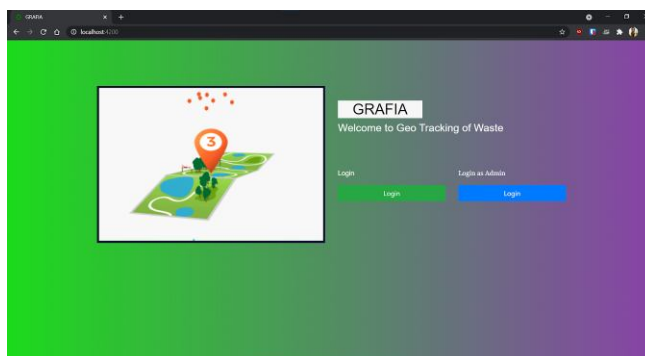 GRAFIA
localhost:4200
3
GRAFIA
Welcome to Geo Tracking of Waste
Login
Login as Admin
Login
Login